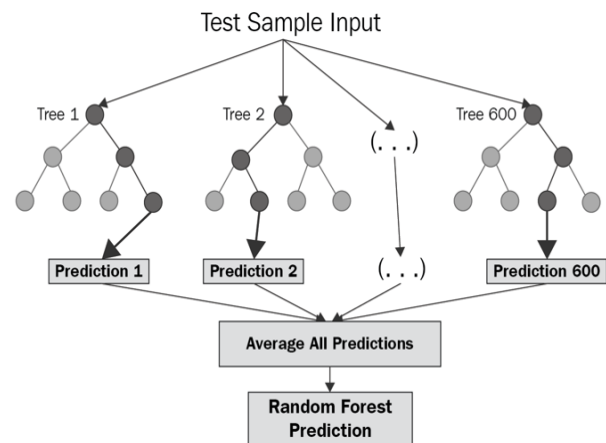 Test Sample Input
Tree 1
Tree 2
Tree 600
(. . .)
Prediction 1
Prediction 2
(. . .)
Prediction 600
Average All Predictions
Random Forest
Prediction